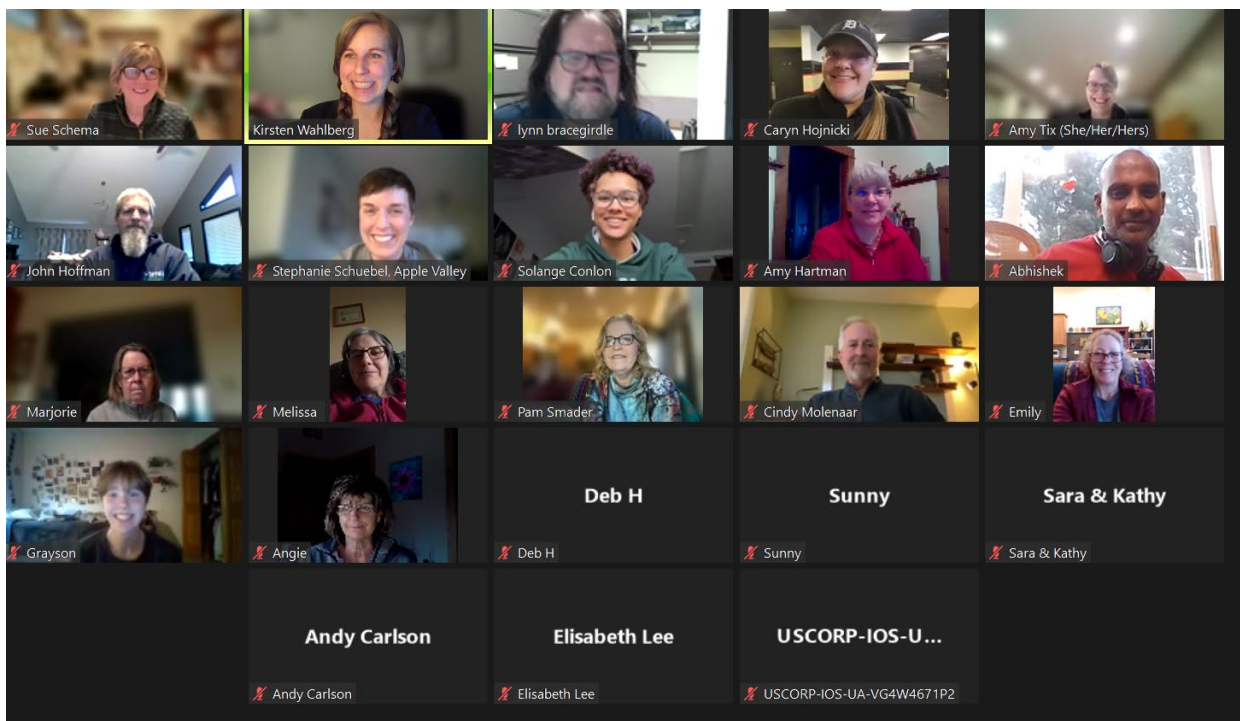 Sue Schema
Kirsten Wahlberg
lynn bracegirdle
Caryn Hojnicki
Amy Tix (She/Her/Hers)
John Hoffman
Stephanie Schuebel, Apple Valley
Solange Conlon
Amy Hartman
Abhishek
Marjorie
Melissa
Pam Smader
Cindy Molenaar
Emily
Grayson
Angie
Deb H
Deb H
Sunny
Sunny
Sara & Kathy
Sara & Kathy
Andy Carlson
Andy Carlson
Elisabeth Lee
Elisabeth Lee
USCORP-IOS-U...
USCORP-IOS-UA-VG4W4671P2